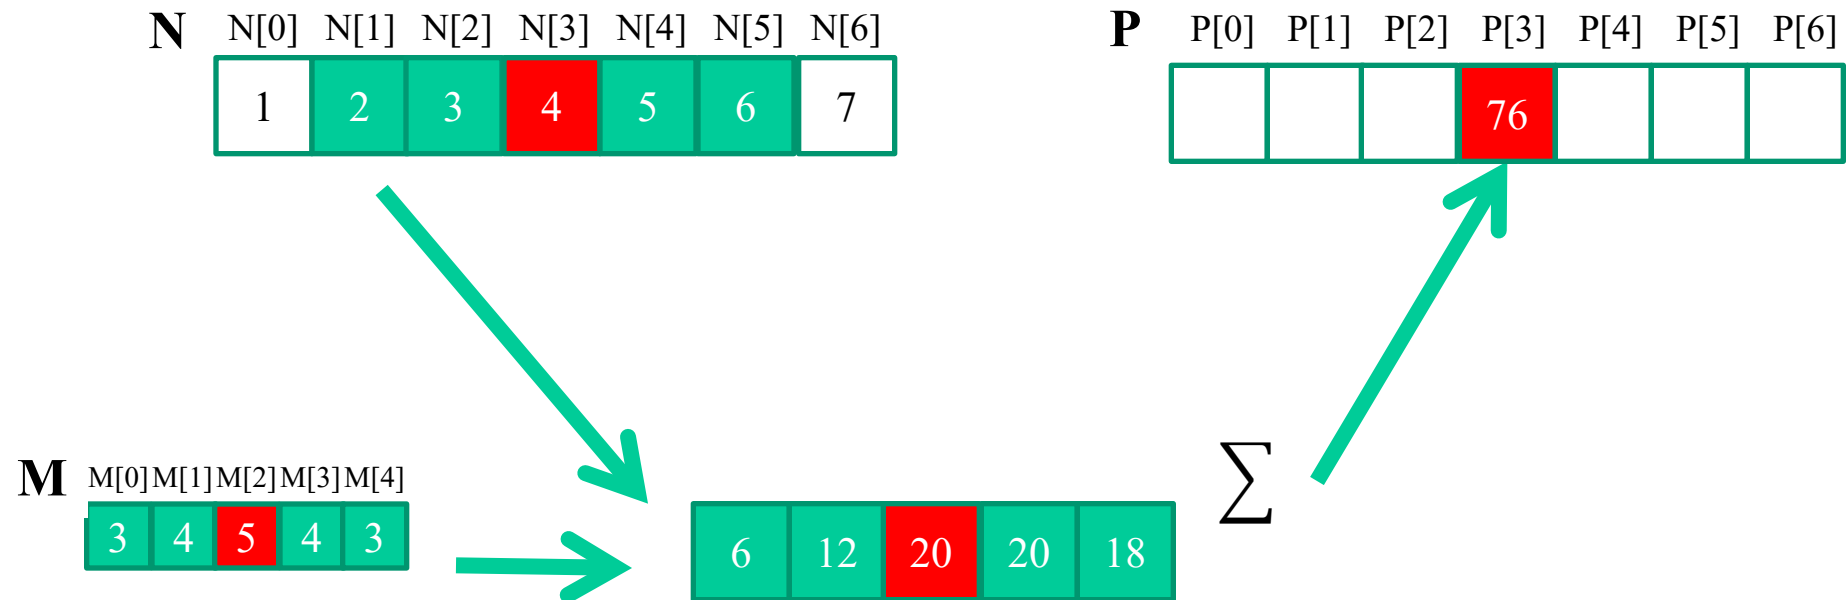 N N[0] N[1] N[2] N[3] N[4] N[5] N[6]
1 2 3 4 5 6 7
P P[0] P[1] P[2] P[3] P[4] P[5] P[6]
76
M M[0] M[1] M[2] M[3] M[4]
3 4 5 4 3
6 12 20 20 18
∑